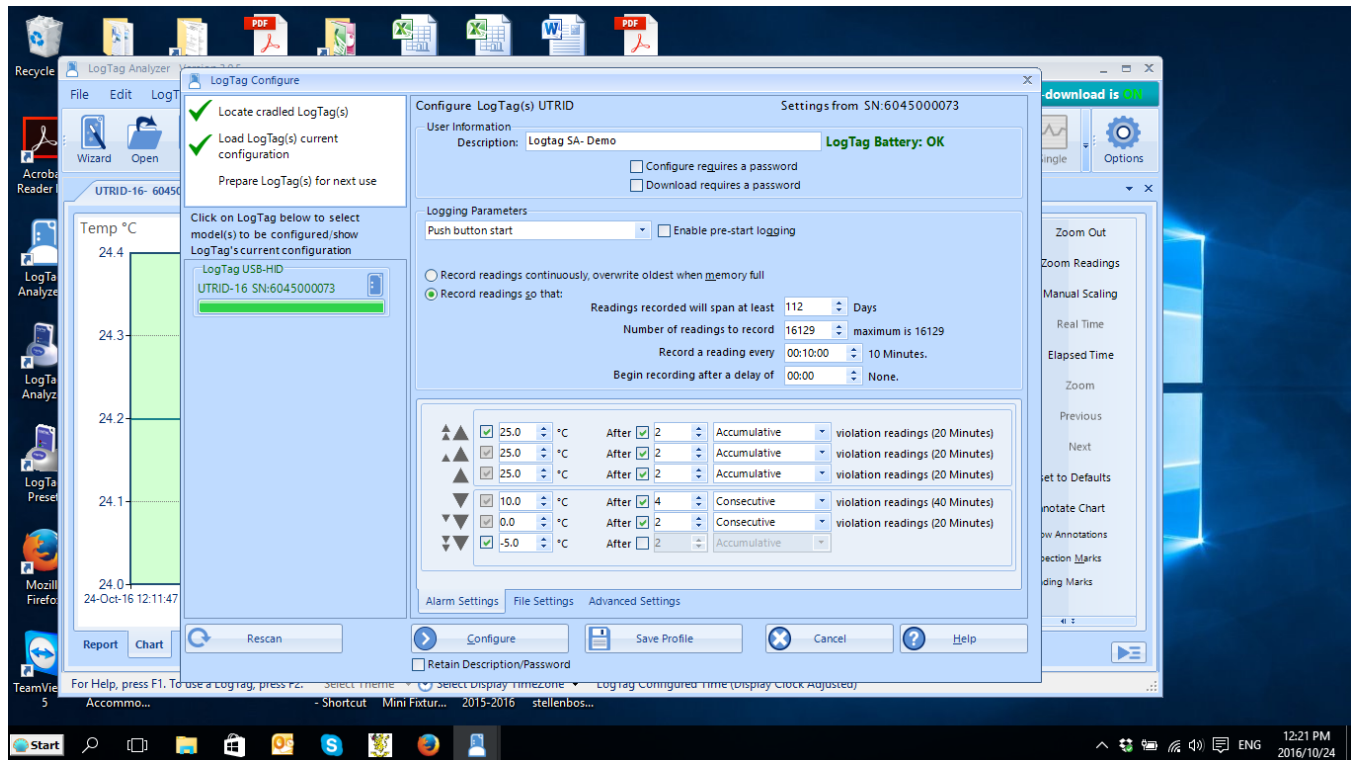 PDF
PDF
Recycle
LogTag Analyzer
LogTag Configure
File Edit LogT
-download is ON
Wizard Open
Options
Acroba
Reader
UTRID-16- 6045
Temp °C
24.4
24.3
24.2
24.1
24.0
24-Oct-16 12:11:47
Report Chart
LogTa
Analyze
LogTa
Analyz
LogTa
Preset
Mozill
Firefo
TeamVie
5
Locate cradled LogTag(s)
Load LogTag(s) current
configuration
Prepare LogTag(s) for next use
Click on LogTag below to select
model(s) to be configured/show
LogTag's current configuration
LogTag USB-HID
UTRID-16 SN:6045000073
Rescan
Configure LogTag(s) UTRID Settings from SN:6045000073
User Information
Description: Logtag SA- Demo LogTag Battery: OK
Configure requires a password
Download requires a password
Logging Parameters
Push button start Enable pre-start logging
Record readings continuously, overwrite oldest when memory full
Record readings so that:
Readings recorded will span at least 112 Days
Number of readings to record 16129 maximum is 16129
Record a reading every 00:10:00 10 Minutes.
Begin recording after a delay of 00:00 None.
25.0 °C After 2 Accumulative violation readings (20 Minutes)
25.0 °C After 2 Accumulative violation readings (20 Minutes)
25.0 °C After 2 Accumulative violation readings (20 Minutes)
10.0 °C After 4 Consecutive violation readings (40 Minutes)
0.0 °C After 2 Consecutive violation readings (20 Minutes)
-5.0 °C After 2 Accumulative
Alarm Settings File Settings Advanced Settings
Configure Save Profile Cancel Help
Retain Description/Password
Zoom Out
Zoom Readings
Manual Scaling
Real Time
Elapsed Time
Zoom
Previous
Next
set to Defaults
nnotate Chart
ow Annotations
pection Marks
ding Marks
For Help, press F1. To use a LogTag, press F2. Select Theme Select Display TimeZone LogTag Configured Time (Display Clock Adjusted)
Accommo... - Shortcut Mini Fixtur... 2015-2016 stellenbos...
Start ENG 12:21 PM
2016/10/24